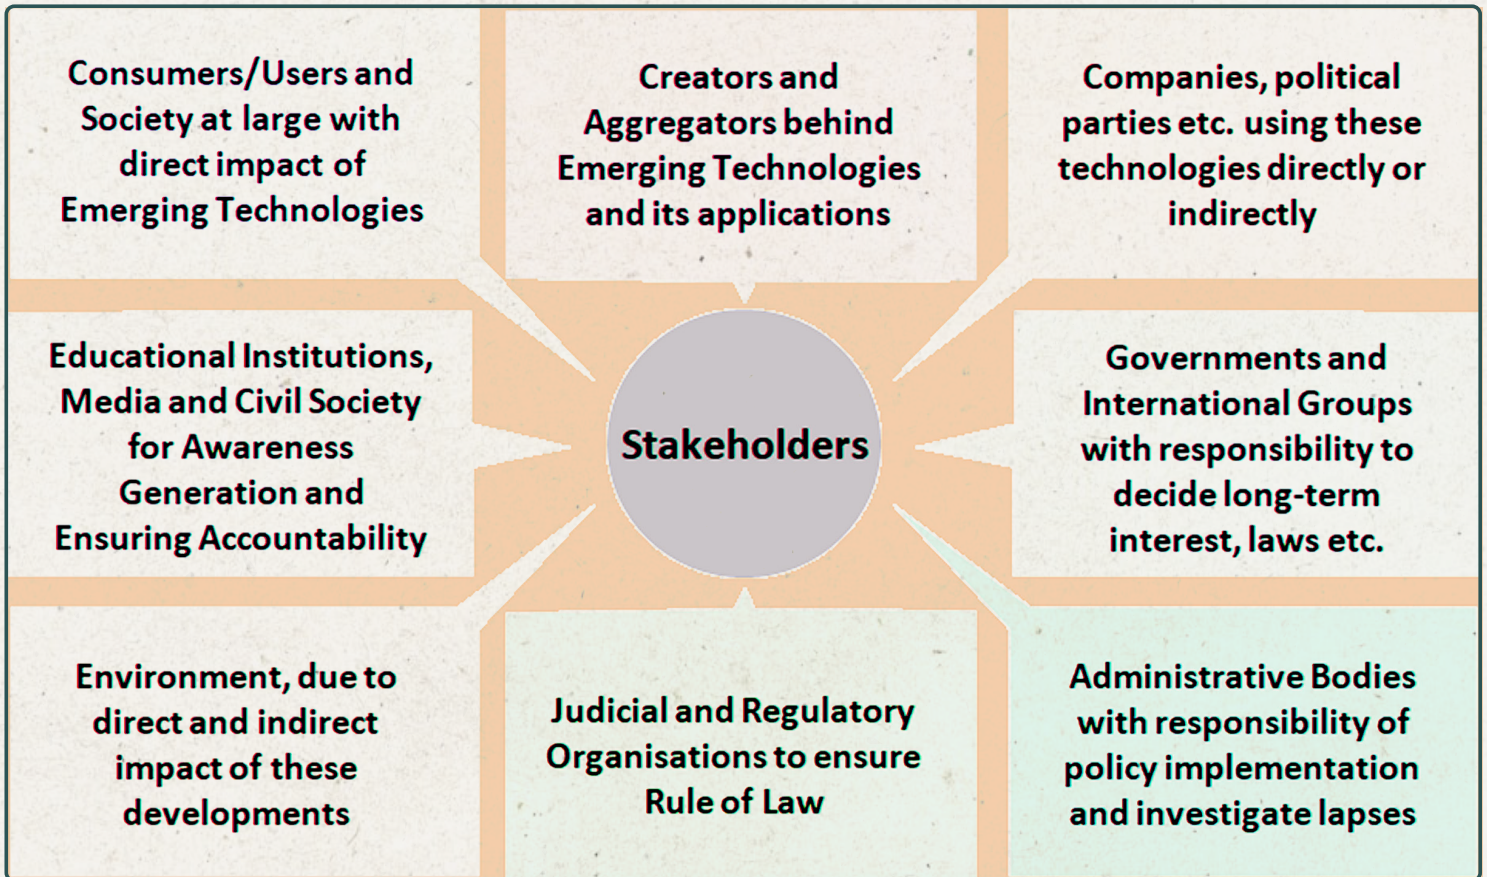 Consumers/Users and
Society at large with
direct impact of
Emerging Technologies
Creators and
Aggregators behind
Emerging Technologies
and its applications
Companies, political
parties etc. using these
technologies directly or
indirectly
Educational Institutions,
Media and Civil Society
for Awareness
Generation and
Ensuring Accountability
Stakeholders
Governments and
International Groups
with responsibility to
decide long-term
interest, laws etc.
Environment, due to
direct and indirect
impact of these
developments
Judicial and Regulatory
Organisations to ensure
Rule of Law
Administrative Bodies
with responsibility of
policy implementation
and investigate lapses